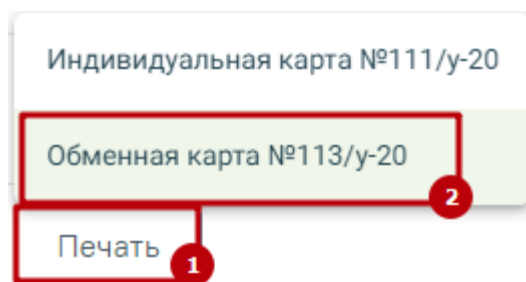 Индивидуальная карта №111/у-20
Обменная карта №113/у-20
2
Печать
1